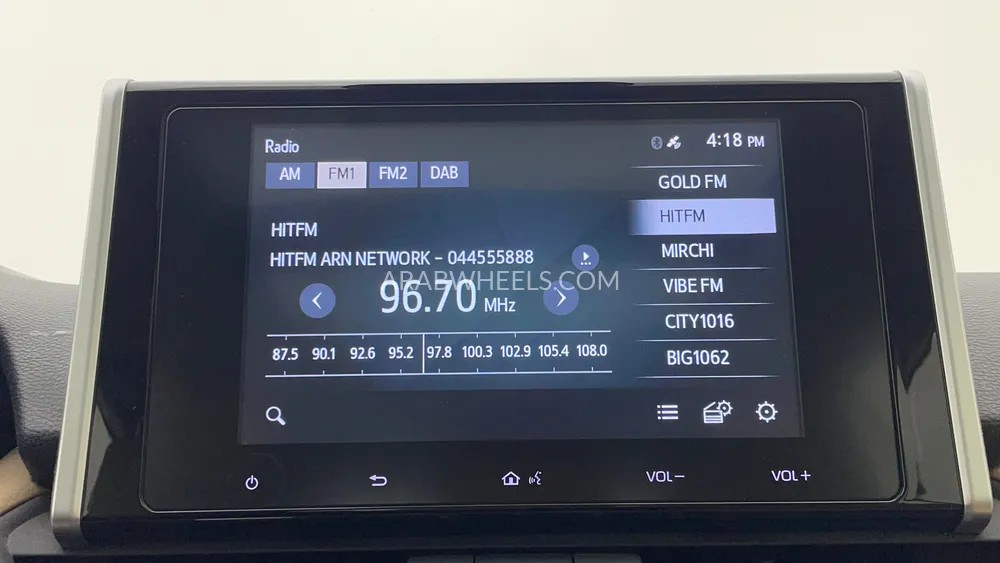 Radio
4:18 PM
AM FM1 FM2 DAB
GOLD FM
HITFM
MIRCHI
VIBE FM
CITY1016
BIG1062
HITFM
HITFM ARN NETWORK - 044555888
ARABWHEELS.COM
96.70 MHz
87.5 90.1 92.6 95.2 97.8 100.3 102.9 105.4 108.0
VOL− VOL+